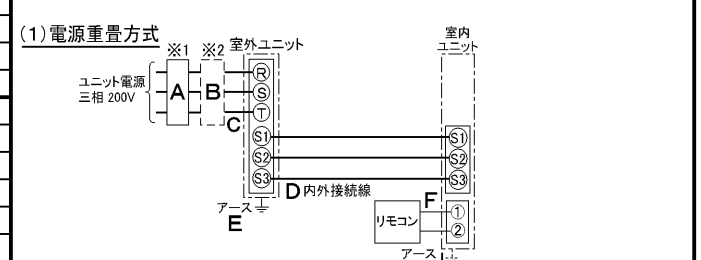 (1)電源重畳方式
※1 ※2 室外ユニット
室内
ユニット
ユニット電源
三相 200V
A
B
C
R
S
T
S1
S2
S3
S1
S2
S3
D 内外接続線
アース
E
リモコン
F
1
2
アース